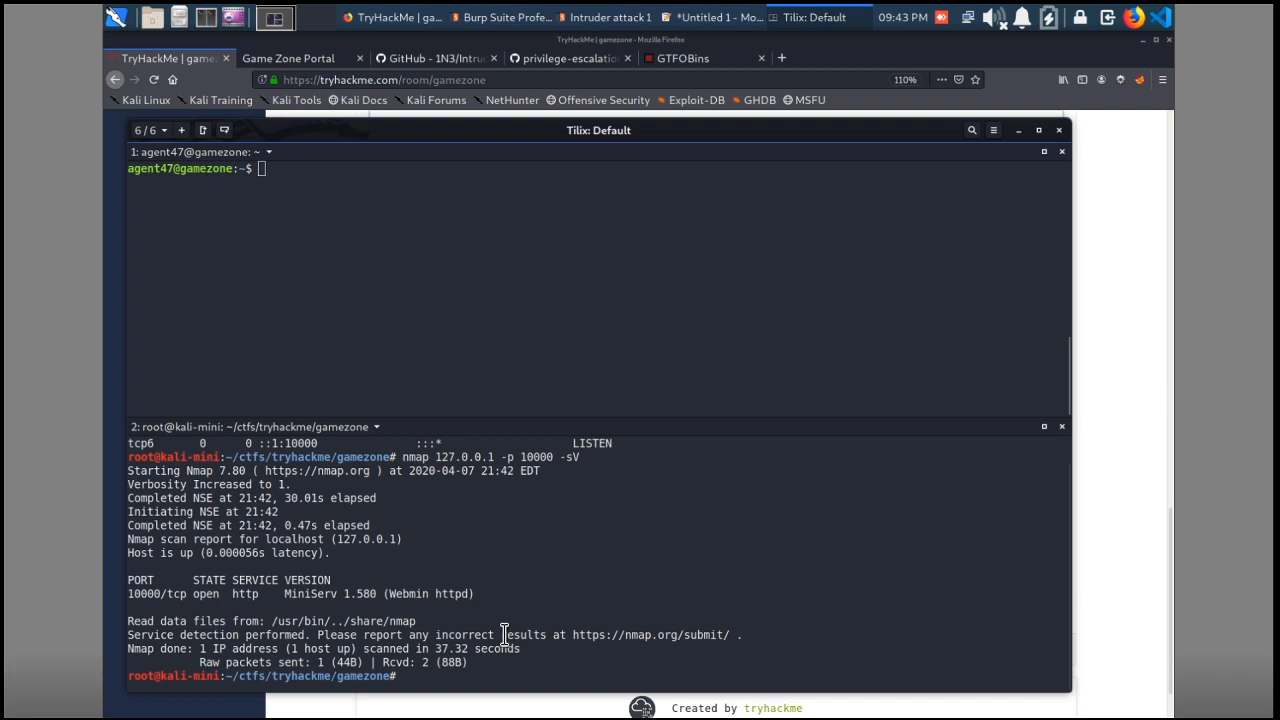 TryHackMe | ga...
Burp Suite Profe...
Intruder attack 1
*Untitled 1 - Mo...
Tilix: Default
09:43 PM
TryHackMe | gamezone - Mozilla Firefox
TryHackMe | game
Game Zone Portal
GitHub - 1N3/Intru
privilege-escalatio
GTFOBins
https://tryhackme.com/room/gamezone
110%
Kali Linux
Kali Training
Kali Tools
Kali Docs
Kali Forums
NetHunter
Offensive Security
Exploit-DB
GHDB
MSFU
6 / 6
Tilix: Default
1: agent47@gamezone: ~
agent47@gamezone:~$
2: root@kali-mini: ~/ctfs/tryhackme/gamezone
tcp6       0      0 ::1:10000               :::*                    LISTEN
root@kali-mini:~/ctfs/tryhackme/gamezone# nmap 127.0.0.1 -p 10000 -sV
Starting Nmap 7.80 ( https://nmap.org ) at 2020-04-07 21:42 EDT
Verbosity Increased to 1.
Completed NSE at 21:42, 30.01s elapsed
Initiating NSE at 21:42
Completed NSE at 21:42, 0.47s elapsed
Nmap scan report for localhost (127.0.0.1)
Host is up (0.000056s latency).
PORT      STATE SERVICE VERSION
10000/tcp open  http    MiniServ 1.580 (Webmin httpd)
Read data files from: /usr/bin/../share/nmap
Service detection performed. Please report any incorrect results at https://nmap.org/submit/ .
Nmap done: 1 IP address (1 host up) scanned in 37.32 seconds
Raw packets sent: 1 (44B) | Rcvd: 2 (88B)
root@kali-mini:~/ctfs/tryhackme/gamezone#
Created by tryhackme